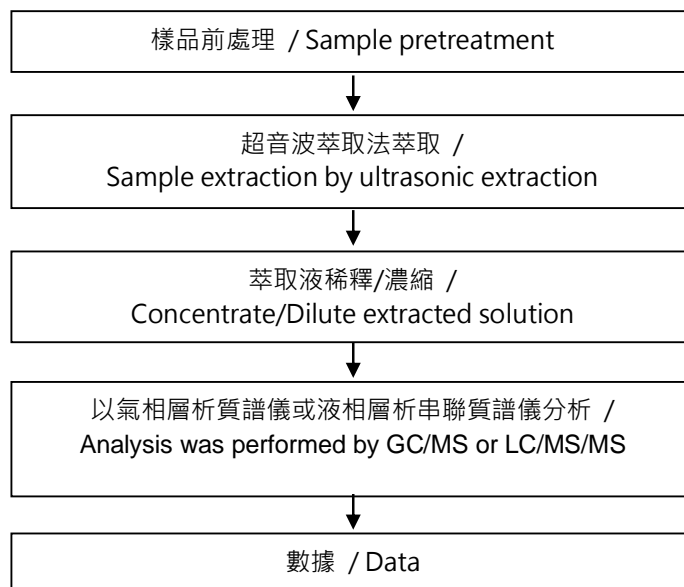 樣品前處理 / Sample pretreatment
超音波萃取法萃取 /
Sample extraction by ultrasonic extraction
萃取液稀釋/濃縮 /
Concentrate/Dilute extracted solution
以氣相層析質譜儀或液相層析串聯質譜儀分析 /
Analysis was performed by GC/MS or LC/MS/MS
數據 / Data